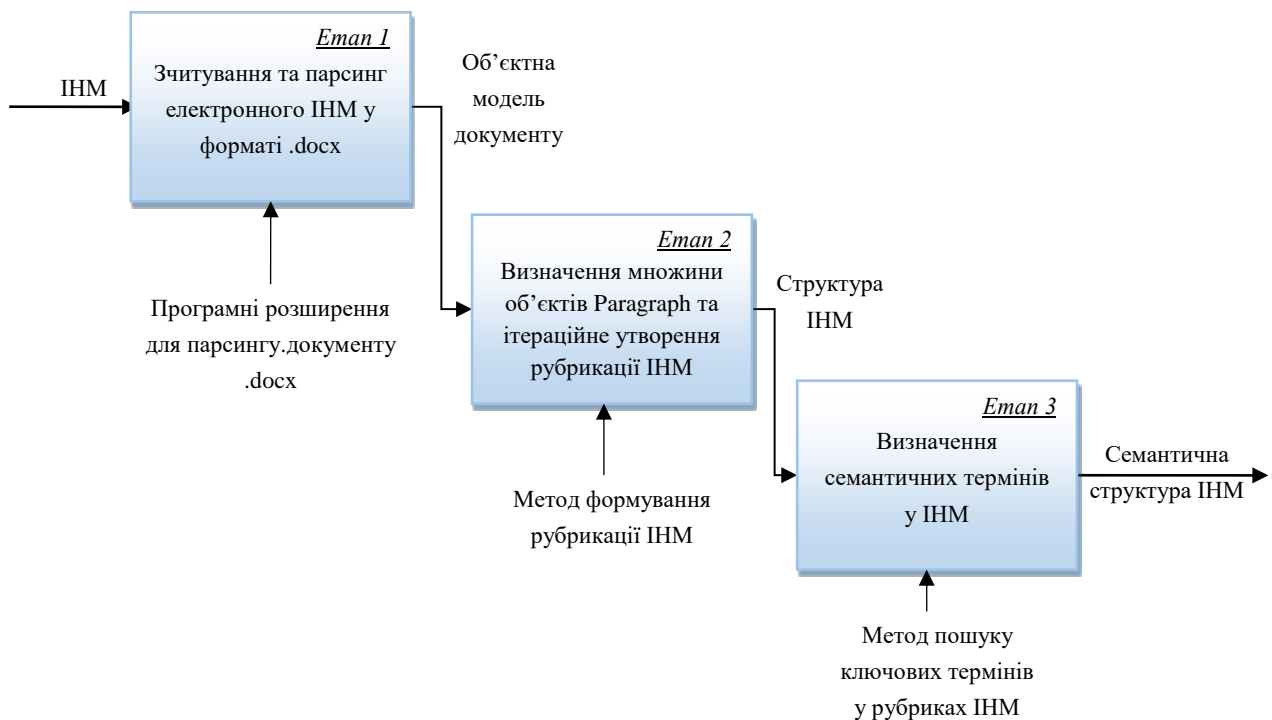 ІНМ
Етап 1
Зчитування та парсинг
електронного ІНМ у
форматі .docx
Об’єктна
модель
документу
Програмні розширення
для парсингу.документу
.docx
Етап 2
Визначення множини
об’єктів Paragraph та
ітераційне утворення
рубрикації ІНМ
Структура
ІНМ
Метод формування
рубрикації ІНМ
Етап 3
Визначення
семантичних термінів
у ІНМ
Семантична
структура ІНМ
Метод пошуку
ключових термінів
у рубриках ІНМ